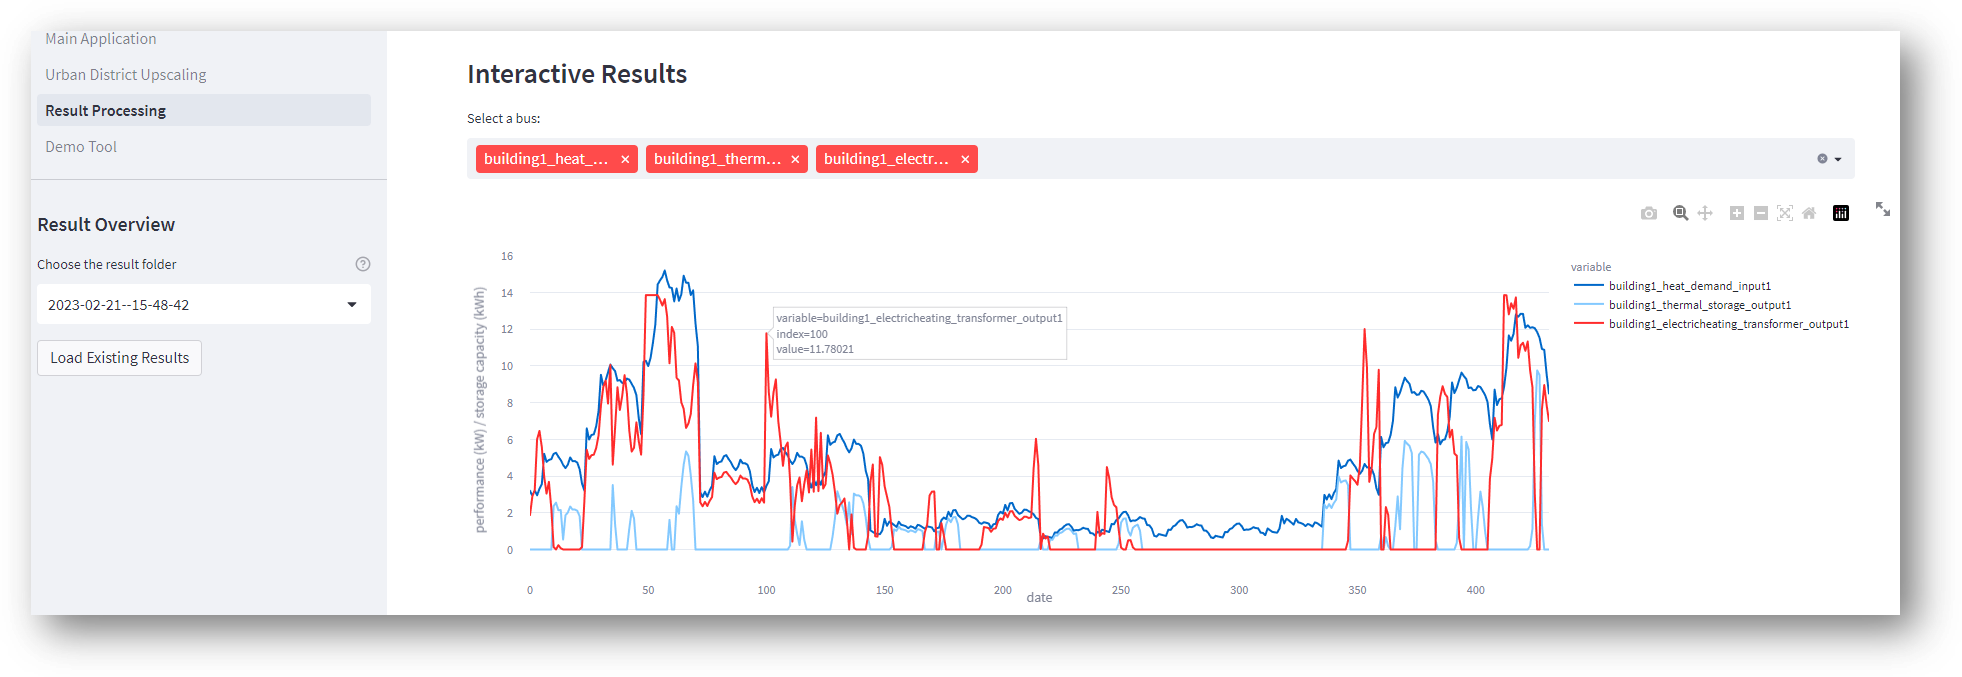 Main Application
Urban District Upscaling
Result Processing
Demo Tool
Result Overview
Choose the result folder
2023-02-21--15-48-42
Load Existing Results
Interactive Results
Select a bus:
building1_heat_... × building1_therm... × building1_electr... ×
performance (kW) / storage capacity (kWh)
16
14
12
10
8
6
4
2
0
variable=building1_electricheating_transformer_output1
index=100
value=11.78021
0 50 100 150 200 250 300 350 400
date
variable
building1_heat_demand_input1
building1_thermal_storage_output1
building1_electricheating_transformer_output1